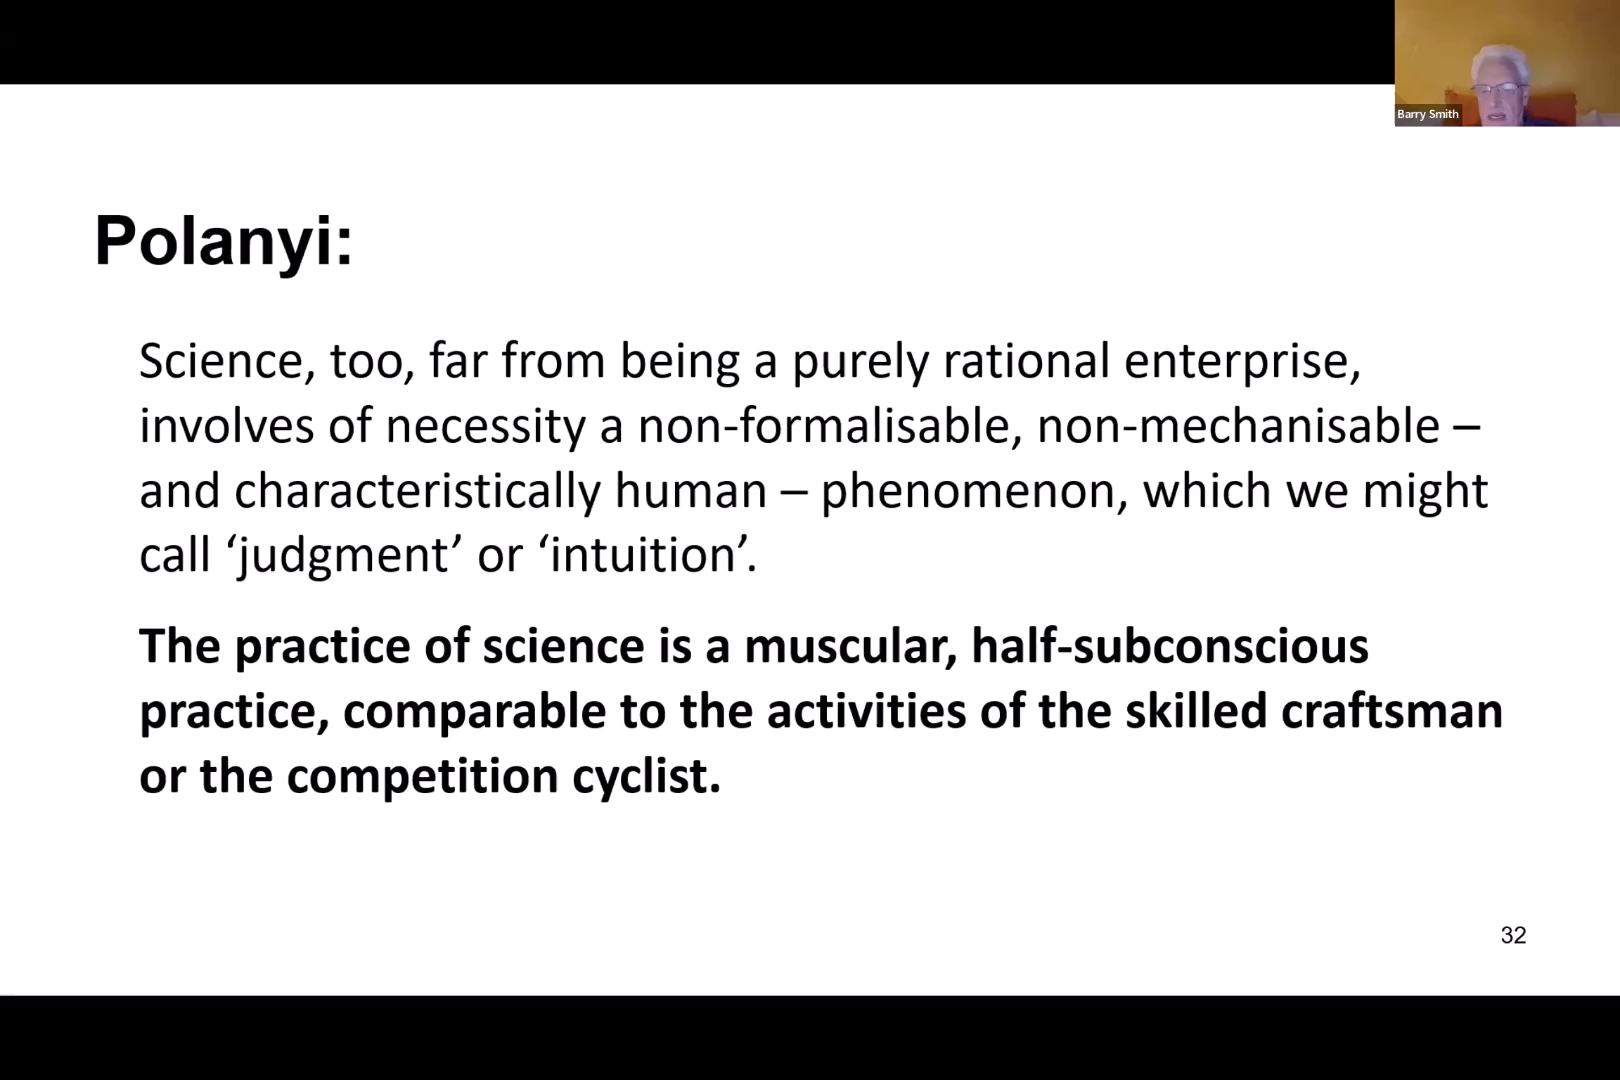 Barry Smith
Polanyi:
Science, too, far from being a purely rational enterprise,
involves of necessity a non-formalisable, non-mechanisable –
and characteristically human – phenomenon, which we might
call ‘judgment’ or ‘intuition’.
The practice of science is a muscular, half-subconscious
practice, comparable to the activities of the skilled craftsman
or the competition cyclist.
32